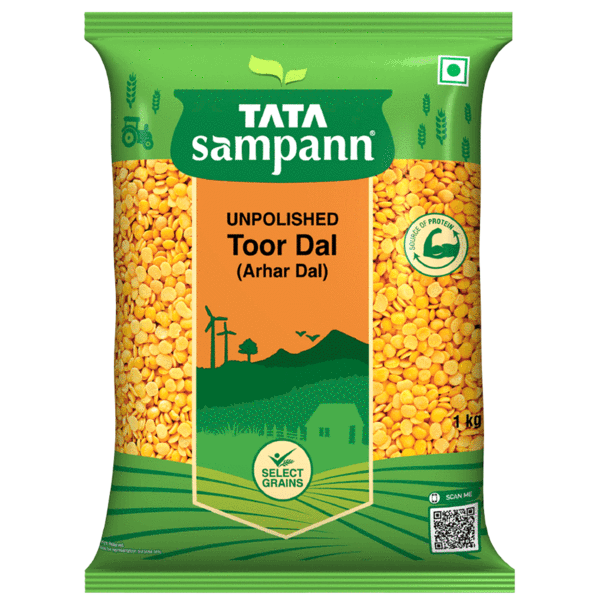 TATA
sampann®
UNPOLISHED
Toor Dal
(Arhar Dal)
SOURCE OF PROTEIN
1 kg
SELECT
GRAINS
SCAN ME